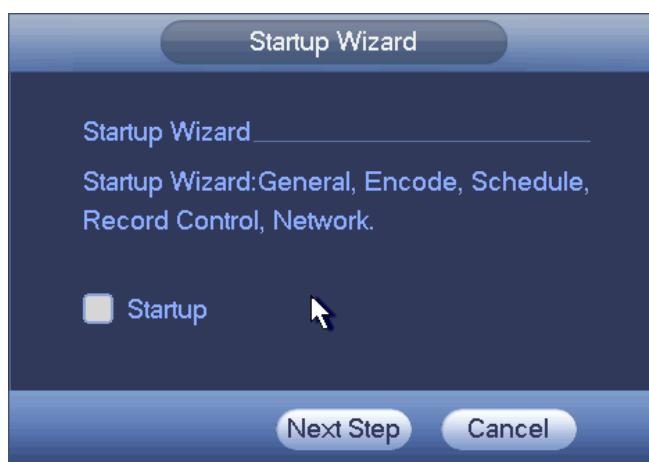 Startup Wizard
Startup Wizard
Startup Wizard:General, Encode, Schedule,
Record Control, Network.
Startup
Next Step Cancel